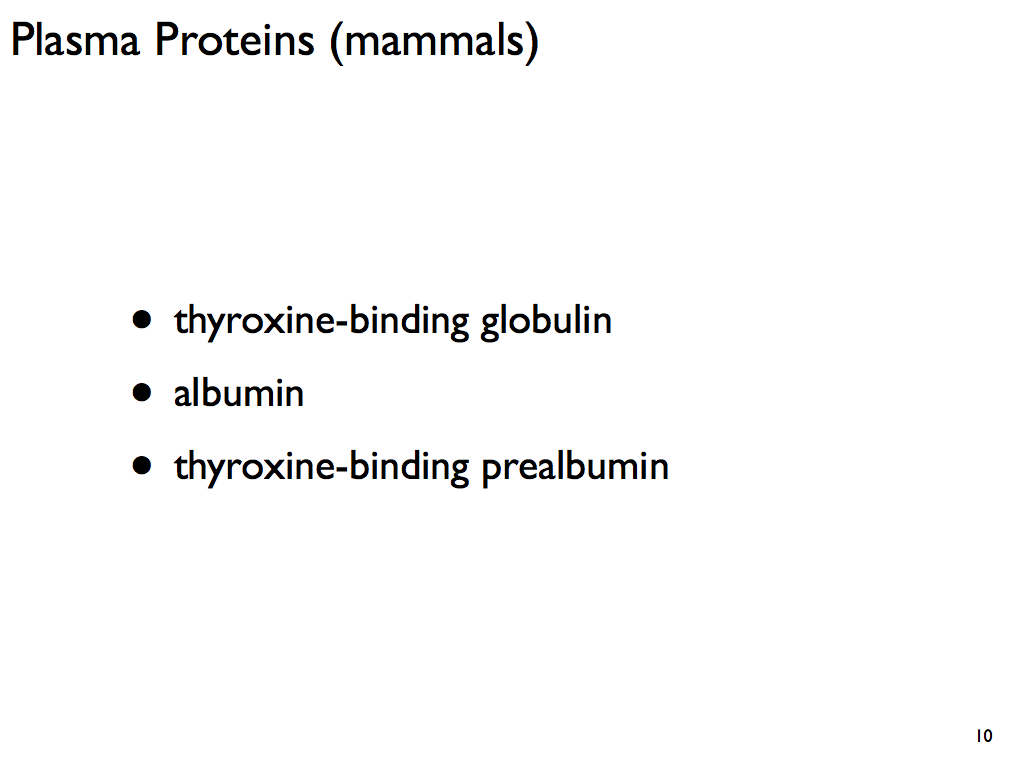 Plasma Proteins (mammals)
• thyroxine-binding globulin
• albumin
• thyroxine-binding prealbumin
10